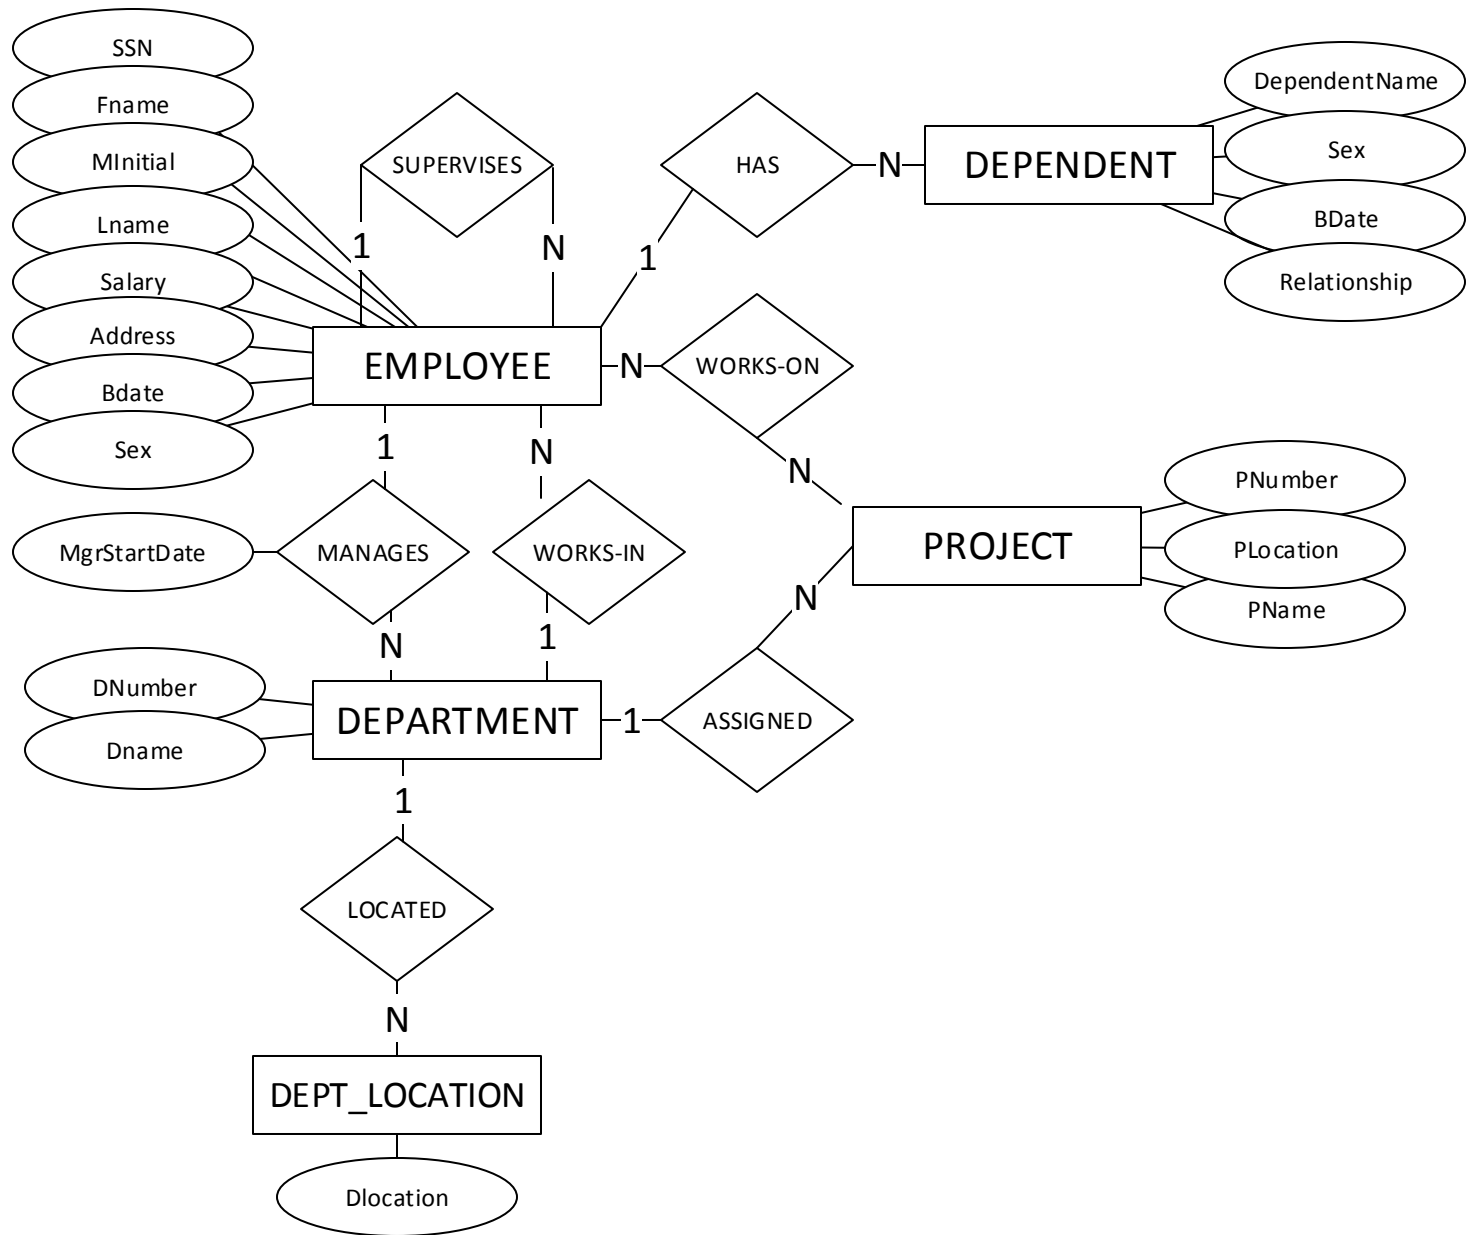 SSN
Fname
MInitial
Lname
Salary
Address
Bdate
Sex
SUPERVISES
1
N
HAS
1
N
DEPENDENT
DependentName
Sex
BDate
Relationship
EMPLOYEE
N
WORKS-ON
N
1
N
MgrStartDate
MANAGES
WORKS-IN
PROJECT
PNumber
PLocation
PName
N
N
1
DNumber
Dname
DEPARTMENT
1
ASSIGNED
1
LOCATED
N
DEPT_LOCATION
Dlocation